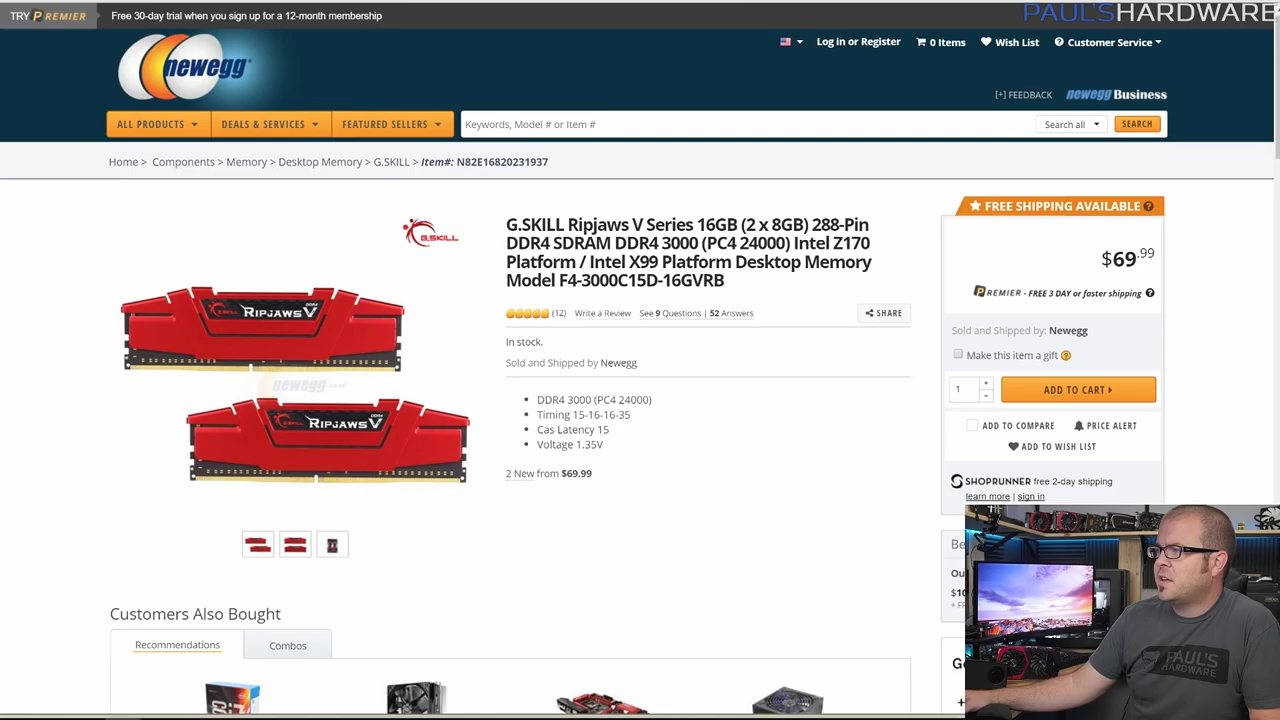 TRY PREMIER
Free 30-day trial when you sign up for a 12-month membership
PAUL'SHARDWARE
newegg
Log in or Register
0 Items
Wish List
Customer Service
[+] FEEDBACK
newegg Business
ALL PRODUCTS
DEALS & SERVICES
FEATURED SELLERS
Keywords, Model # or Item #
Search all
SEARCH
Home > Components > Memory > Desktop Memory > G.SKILL > Item#: N82E16820231937
G.SKILL
G.SKILL Ripjaws V Series 16GB (2 x 8GB) 288-Pin
DDR4 SDRAM DDR4 3000 (PC4 24000) Intel Z170
Platform / Intel X99 Platform Desktop Memory
Model F4-3000C15D-16GVRB
(12) Write a Review See 9 Questions | 52 Answers
SHARE
In stock.
Sold and Shipped by Newegg
DDR4 3000 (PC4 24000)
Timing 15-16-16-35
Cas Latency 15
Voltage 1.35V
2 New from $69.99
RIPJAWS V
newegg.com
RIPJAWS V
FREE SHIPPING AVAILABLE
$69.99
PREMIER - FREE 3 DAY or faster shipping
Sold and Shipped by: Newegg
Make this item a gift
1
ADD TO CART
ADD TO COMPARE
PRICE ALERT
ADD TO WISH LIST
SHOPRUNNER free 2-day shipping
learn more | sign in
Customers Also Bought
Recommendations
Combos
PAUL'S
HARDWARE